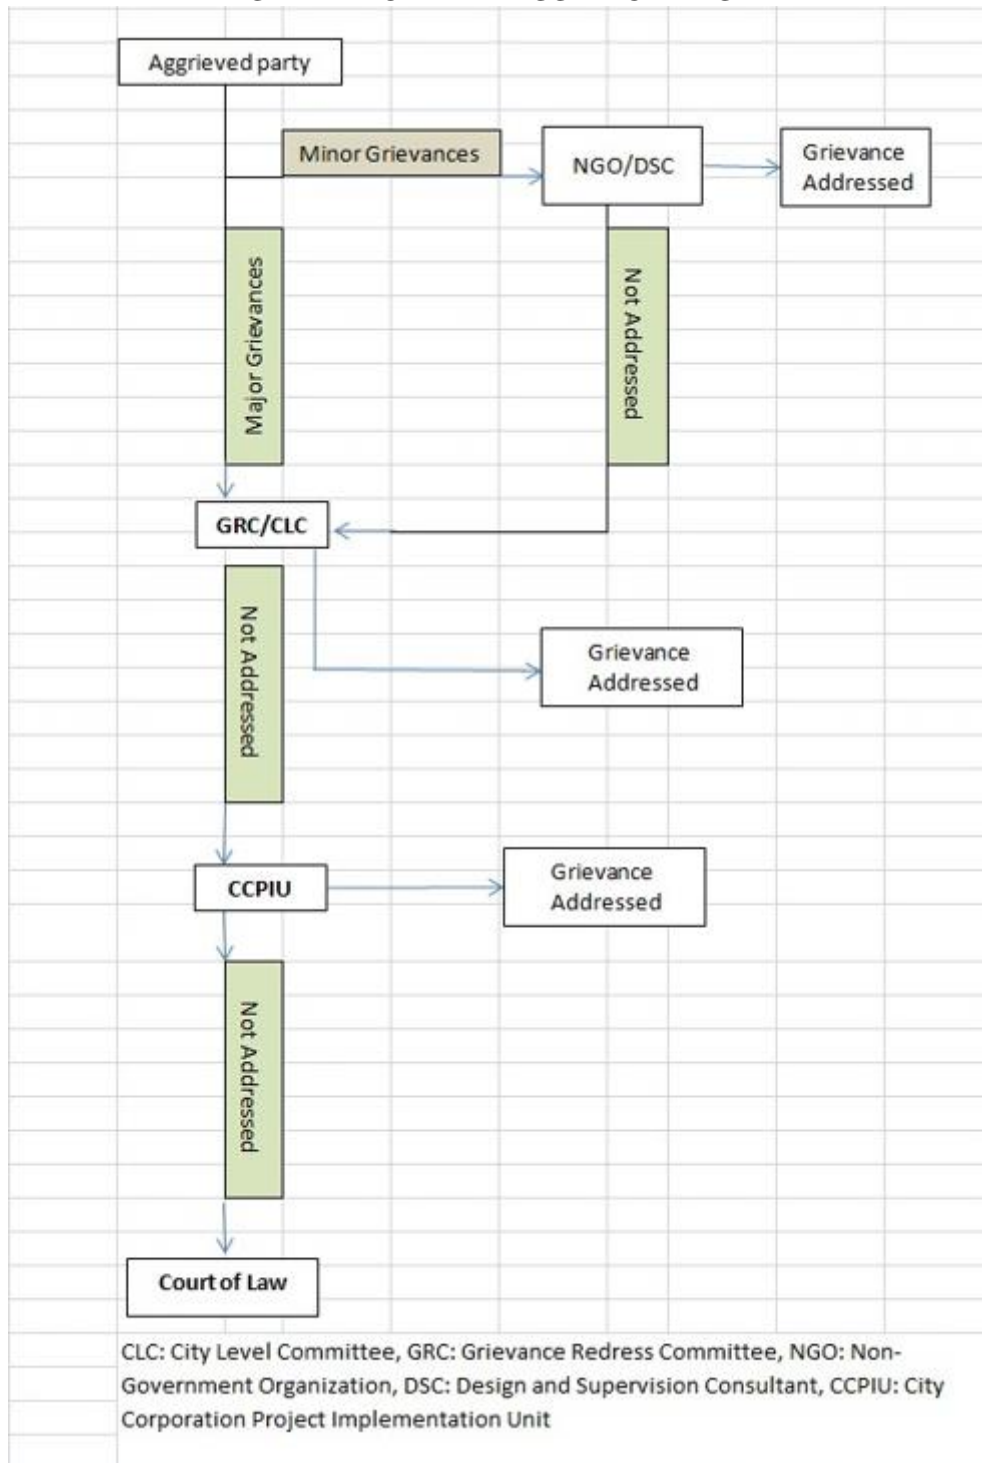 Aggrieved party
Minor Grievances
NGO/DSC
Grievance
Addressed
Major Grievances
Not Addressed
GRC/CLC
Not Addressed
Grievance
Addressed
CCPIU
Grievance
Addressed
Not Addressed
Court of Law
CLC: City Level Committee, GRC: Grievance Redress Committee, NGO: Non-
Government Organization, DSC: Design and Supervision Consultant, CCPIU: City
Corporation Project Implementation Unit